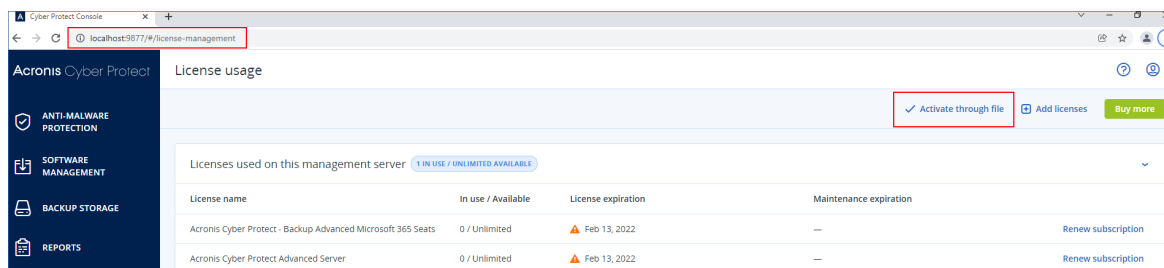 Cyber Protect Console
localhost:9877/#/license-management
Acronis Cyber Protect
License usage
ANTI-MALWARE
PROTECTION
SOFTWARE
MANAGEMENT
BACKUP STORAGE
REPORTS
Activate through file
Add licenses
Buy more
Licenses used on this management server 1 IN USE / UNLIMITED AVAILABLE
License name In use / Available License expiration Maintenance expiration
Acronis Cyber Protect - Backup Advanced Microsoft 365 Seats 0 / Unlimited Feb 13, 2022 — Renew subscription
Acronis Cyber Protect Advanced Server 0 / Unlimited Feb 13, 2022 — Renew subscription